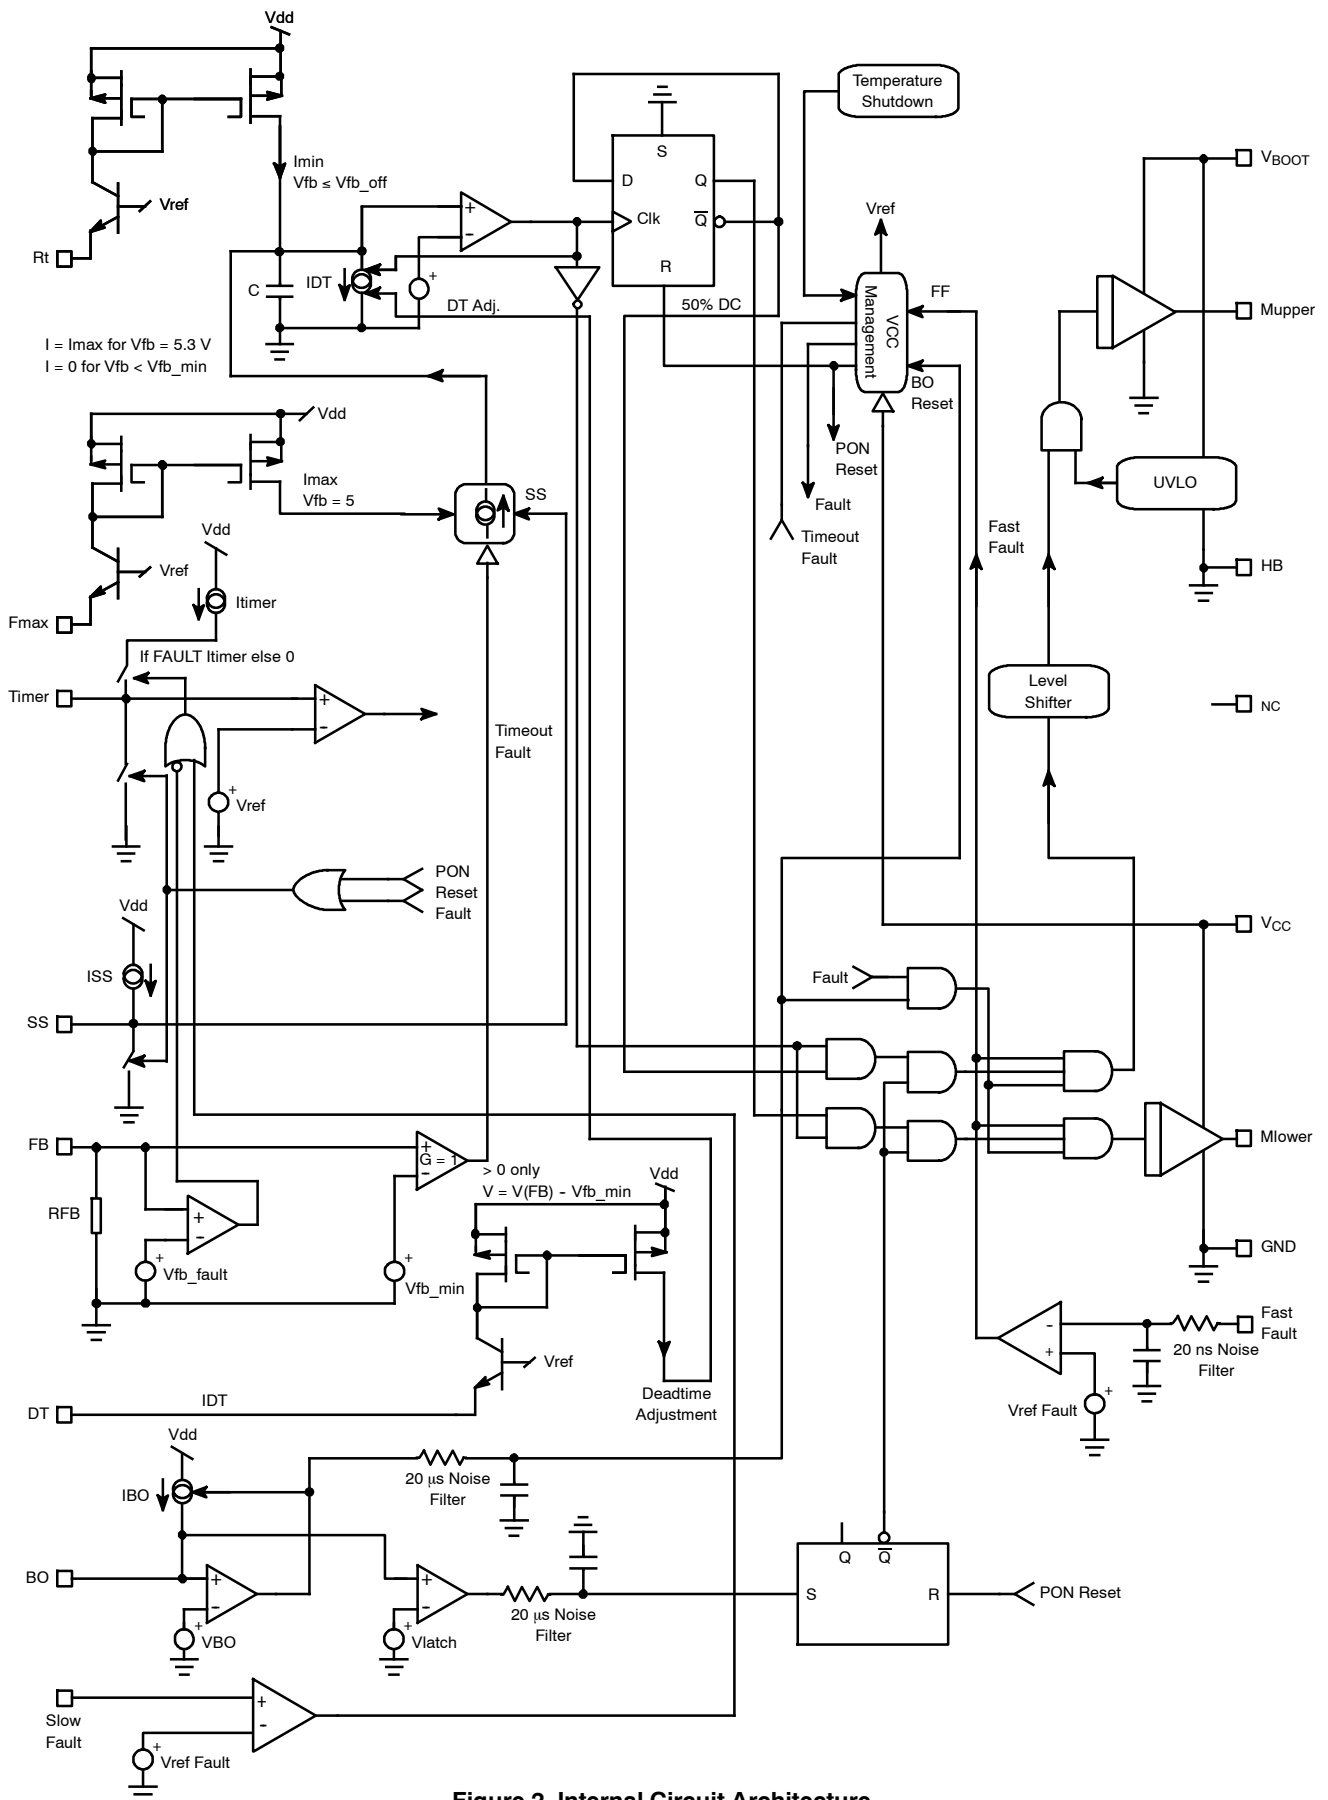 Vdd
Temperature
Shutdown
S
D
Q
Clk
Q
R
Imin
Vfb ≤ Vfb_off
Vref
Rt
+
-
VBOOT
Vref
C
IDT
+
DT Adj.
50% DC
FF
VCC
Management
Mupper
I = Imax for Vfb = 5.3 V
I = 0 for Vfb < Vfb_min
BO
Reset
Vdd
PON
Reset
Imax
Vfb = 5
SS
Fault
UVLO
Vdd
Timeout
Fault
Fast
Fault
Vref
HB
Itimer
Fmax
If FAULT Itimer else 0
Timer
+
-
Level
Shifter
NC
Timeout
Fault
+
Vref
PON
Reset
Fault
Vdd
VCC
ISS
Fault
SS
FB
+
G = 1
-
> 0 only
V = V(FB) - Vfb_min
Vdd
Mlower
RFB
+
-
+
Vfb_fault
+
Vfb_min
GND
Fast
Fault
-
+
20 ns Noise
Filter
Vref
Deadtime
Adjustment
+
Vref Fault
IDT
DT
Vdd
20 µs Noise
Filter
IBO
Q
Q
BO
+
-
+
-
S
R
PON Reset
20 µs Noise
Filter
+
VBO
+
Vlatch
+
-
Slow
Fault
+
Vref Fault
Figure 2. Internal Circuit Architecture